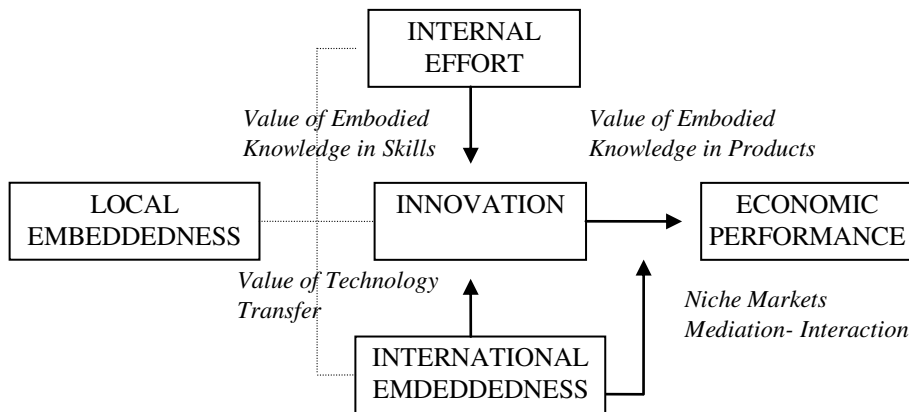 INTERNAL
EFFORT
Value of Embodied
Knowledge in Skills
Value of Embodied
Knowledge in Products
LOCAL
EMBEDDEDNESS
INNOVATION
ECONOMIC
PERFORMANCE
Value of Technology
Transfer
Niche Markets
Mediation- Interaction
INTERNATIONAL
EMDEDDEDNESS